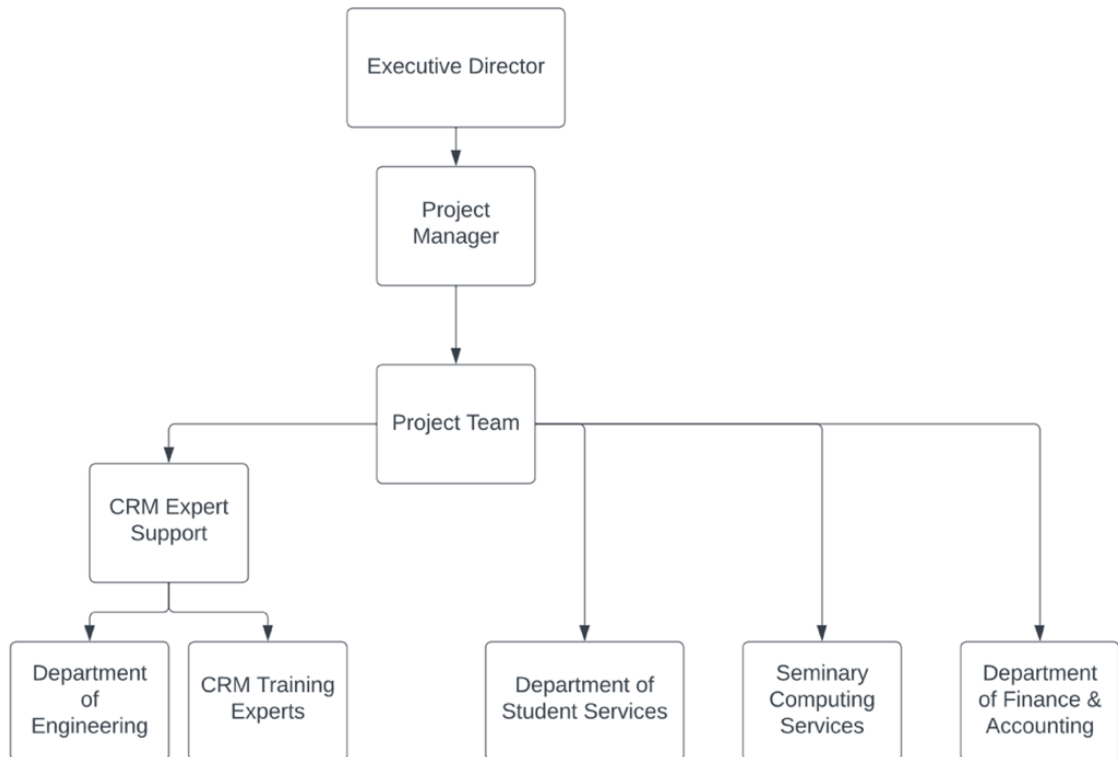 Executive Director
Project
Manager
Project Team
CRM Expert
Support
Department
of
Engineering
CRM Training
Experts
Department of
Student Services
Seminary
Computing
Services
Department
of Finance &
Accounting